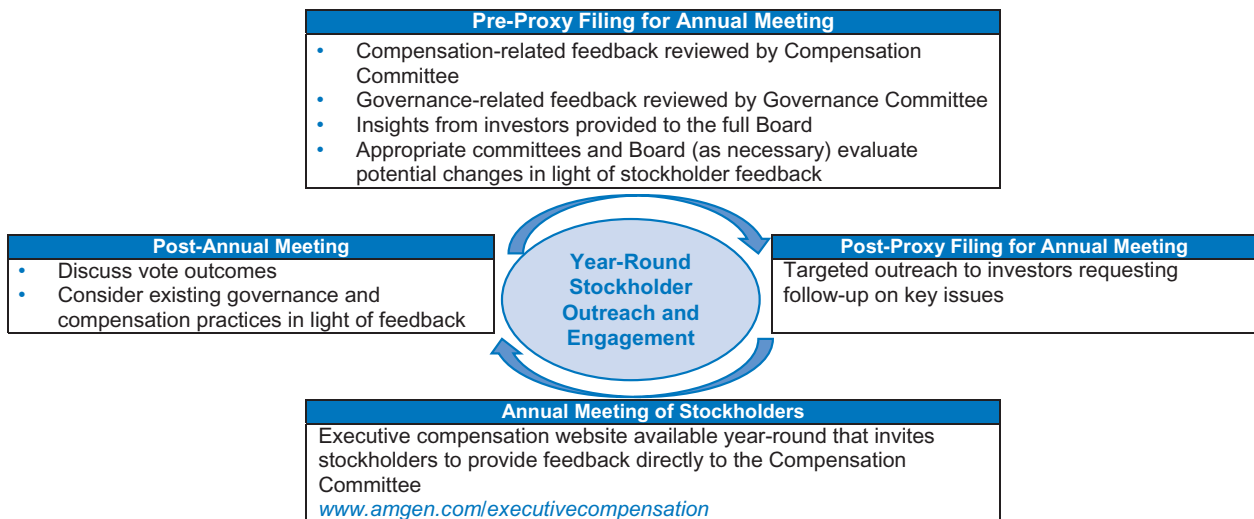 Pre-Proxy Filing for Annual Meeting
• Compensation-related feedback reviewed by Compensation
Committee
• Governance-related feedback reviewed by Governance Committee
• Insights from investors provided to the full Board
• Appropriate committees and Board (as necessary) evaluate
potential changes in light of stockholder feedback
Post-Annual Meeting
• Discuss vote outcomes
• Consider existing governance and
compensation practices in light of feedback
Year-Round
Stockholder
Outreach and
Engagement
Post-Proxy Filing for Annual Meeting
Targeted outreach to investors requesting
follow-up on key issues
Annual Meeting of Stockholders
Executive compensation website available year-round that invites
stockholders to provide feedback directly to the Compensation
Committee
www.amgen.com/executivecompensation